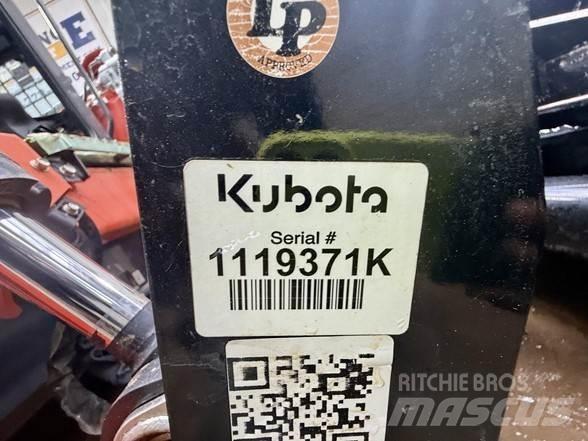 LP
APPROVED
Kubota
Serial #
1119371K
RITCHIE BROS.
MASCUS